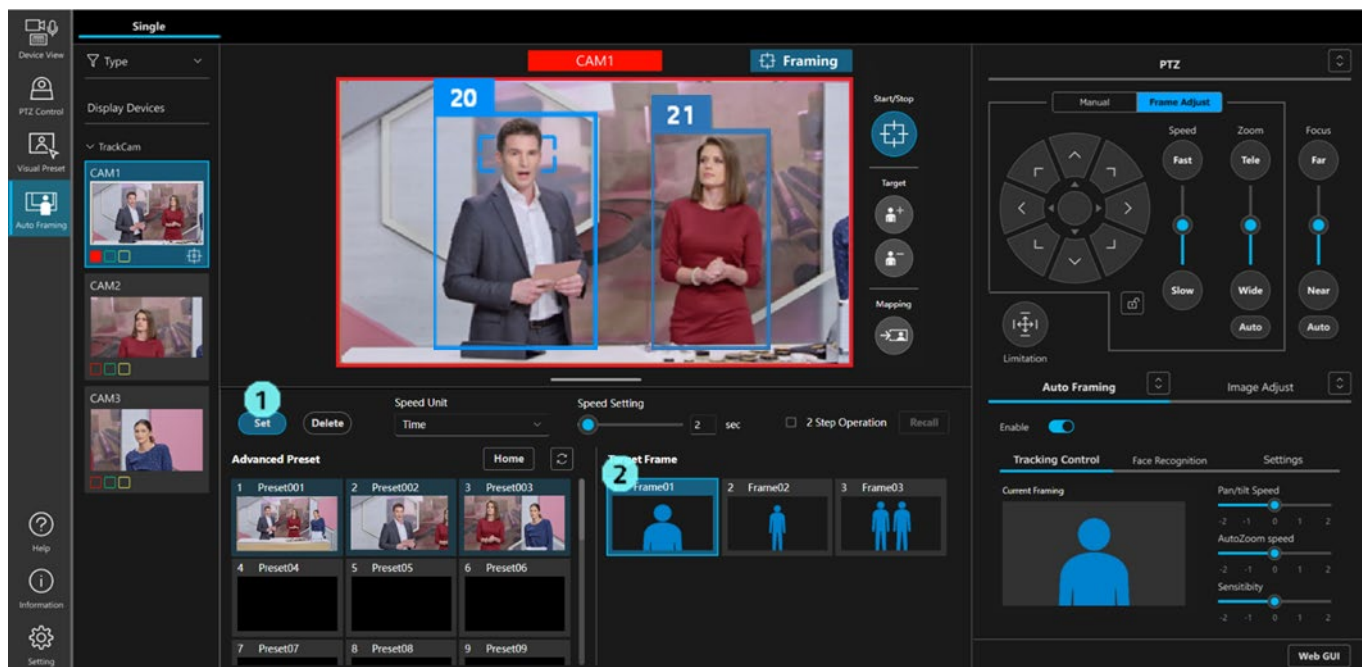 Single
Device View
PTZ Control
Visual Preset
Auto Framing
Help
Information
Setting
Type
Display Devices
TrackCam
CAM1
CAM2
CAM3
CAM1
Framing
20
21
Start/Stop
Target
Mapping
1
Set
Delete
Speed Unit
Time
Speed Setting
2 sec
2 Step Operation
Recall
Advanced Preset
Home
1 Preset001
2 Preset002
3 Preset003
4 Preset04
5 Preset05
6 Preset06
7 Preset07
8 Preset08
9 Preset09
2
Frame
Frame01
2 Frame02
3 Frame03
PTZ
Manual
Frame Adjust
Speed
Zoom
Focus
Fast
Tele
Far
Slow
Wide
Near
Auto
Auto
Limitation
Auto Framing
Image Adjust
Enable
Tracking Control
Face Recognition
Settings
Current Framing
Pan/tilt Speed
-2 -1 0 1 2
AutoZoom speed
-2 -1 0 1 2
Sensitibity
-2 -1 0 1 2
Web GUI